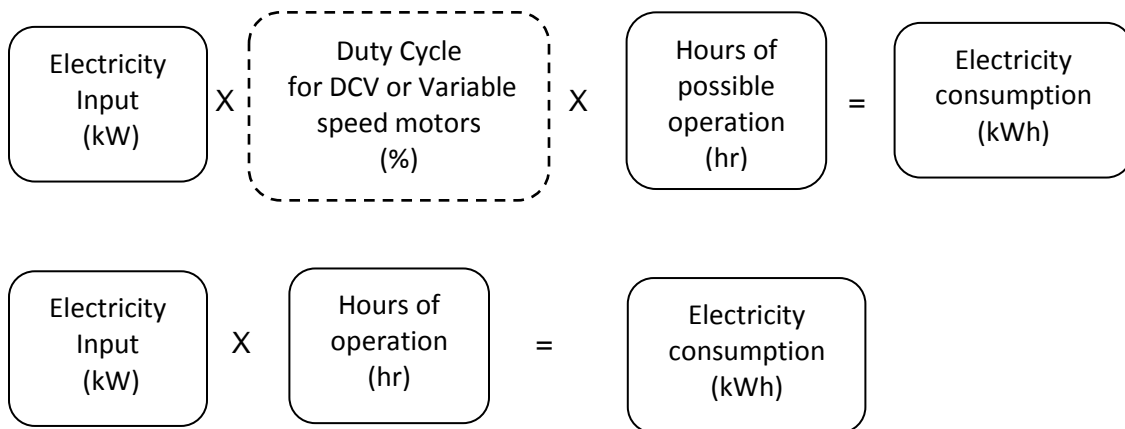 Electricity
Input
(kW)
X
Duty Cycle
for DCV or Variable
speed motors
(%)
X
Hours of
possible
operation
(hr)
=
Electricity
consumption
(kWh)
Electricity
Input
(kW)
X
Hours of
operation
(hr)
=
Electricity
consumption
(kWh)